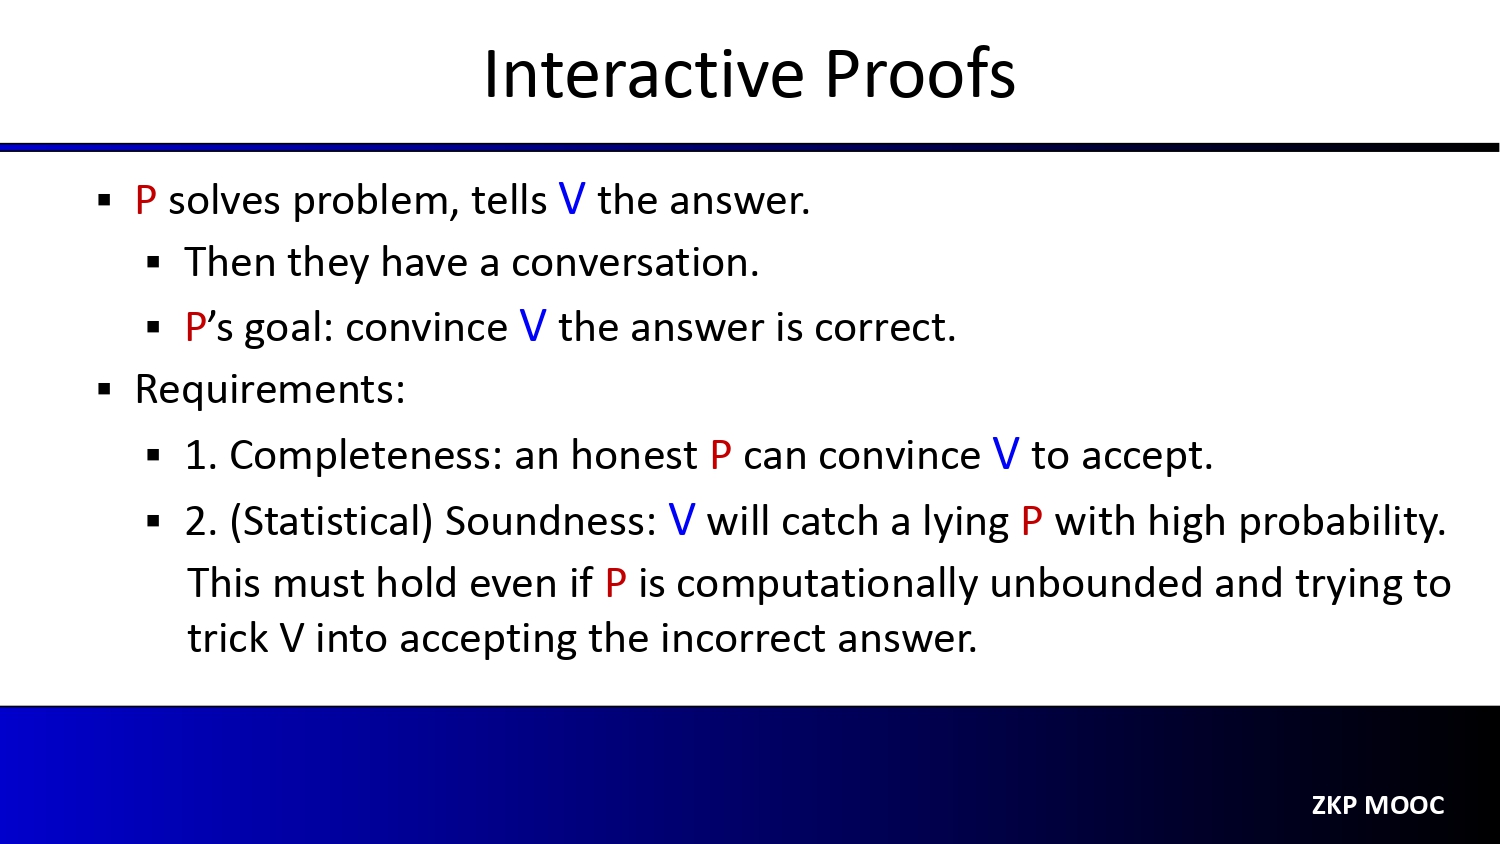 Interactive Proofs
▪ P solves problem, tells V the answer.
▪ Then they have a conversation.
▪ P’s goal: convince V the answer is correct.
▪ Requirements:
▪ 1. Completeness: an honest P can convince V to accept.
▪ 2. (Statistical) Soundness: V will catch a lying P with high probability.
This must hold even if P is computationally unbounded and trying to
trick V into accepting the incorrect answer.
ZKP MOOC